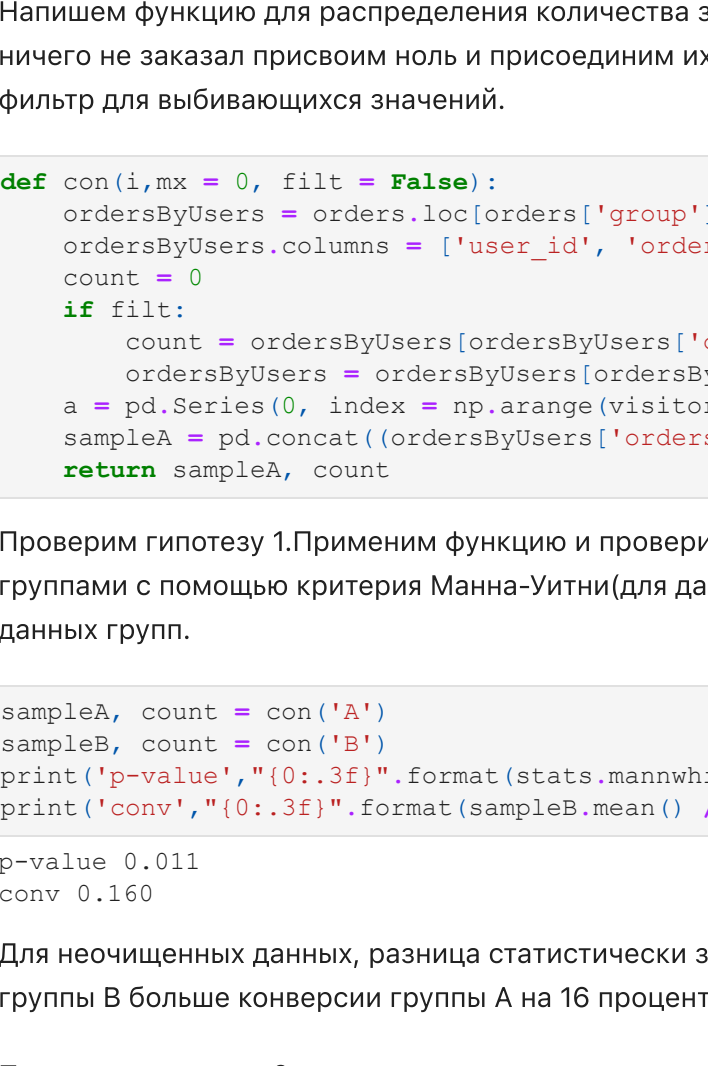 Напишем функцию для распределения количества з
ничего не заказал присвоим ноль и присоединим их
фильтр для выбивающихся значений.
def con(i,mx = 0, filt = False):
    ordersByUsers = orders.loc[orders['group']
    ordersByUsers.columns = ['user_id', 'order
    count = 0
    if filt:
        count = ordersByUsers[ordersByUsers['o
        ordersByUsers = ordersByUsers[ordersBy
    a = pd.Series(0, index = np.arange(visitor
    sampleA = pd.concat((ordersByUsers['orders
    return sampleA, count
Проверим гипотезу 1.Применим функцию и провери
группами с помощью критерия Манна-Уитни(для да
данных групп.
sampleA, count = con('A')
sampleB, count = con('B')
print('p-value',"{0:.3f}".format(stats.mannwhi
print('conv',"{0:.3f}".format(sampleB.mean() /
p-value 0.011
conv 0.160
Для неочищенных данных, разница статистически з
группы В больше конверсии группы А на 16 процент